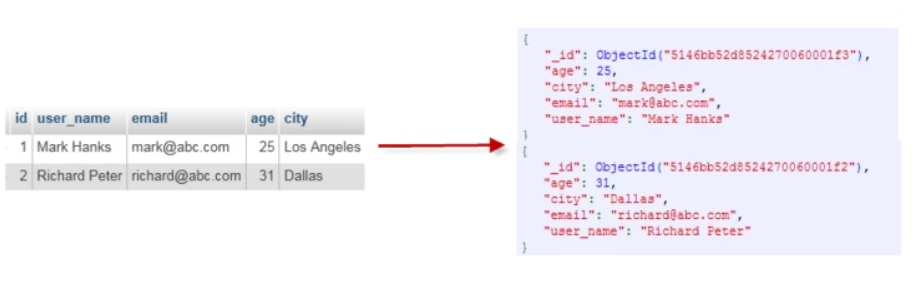 id user_name email age city
1 Mark Hanks mark@abc.com 25 Los Angeles
2 Richard Peter richard@abc.com 31 Dallas
{
"_id": ObjectId("5146bb52d8524270060001f3"),
"age": 25,
"city": "Los Angeles",
"email": "mark@abc.com",
"user_name": "Mark Hanks"
}
{
"_id": ObjectId("5146bb52d8524270060001f2"),
"age": 31,
"city": "Dallas",
"email": "richard@abc.com",
"user_name": "Richard Peter"
}